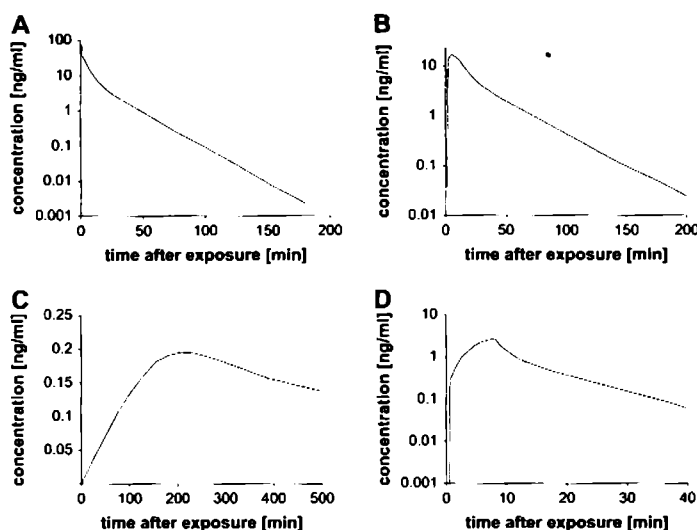 A
concentration [ng/ml]
100
10
1
0.1
0.01
0.001
0 50 100 150 200
time after exposure [min]
B
concentration [ng/ml]
10
1
0.1
0.01
0 50 100 150 200
time after exposure [min]
C
concentration [ng/ml]
0.25
0.2
0.15
0.1
0.05
0 100 200 300 400 500
time after exposure [min]
D
concentration [ng/ml]
10
1
0.1
0.01
0.001
0 10 20 30 40
time after exposure [min]